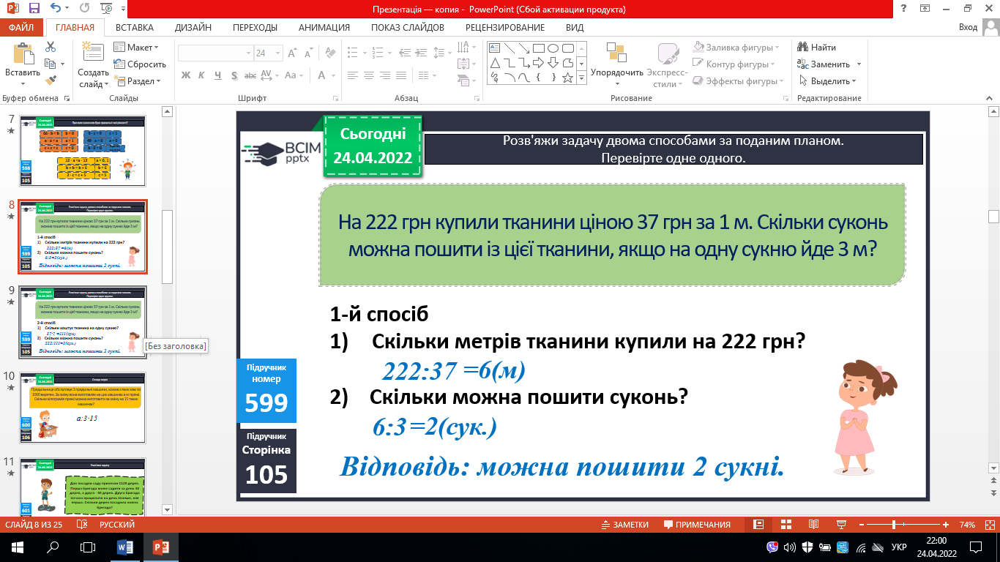 Презентація — копия - PowerPoint (Сбой активации продукта)
ФАЙЛ ГЛАВНАЯ ВСТАВКА ДИЗАЙН ПЕРЕХОДЫ АНИМАЦИЯ ПОКАЗ СЛАЙДОВ РЕЦЕНЗИРОВАНИЕ ВИД Вход
Вставить
Создать слайд
Макет
Сбросить
Раздел
24
Ж К Ч S abc AV Aa А
Упорядочить
Экспресс-стили
Заливка фигуры
Контур фигуры
Эффекты фигуры
Найти
Заменить
Выделить
Буфер обмена Слайды Шрифт Абзац Рисование Редактирование
7
8
9
[Без заголовка]
10
11
Сьогодні
24.04.2022
BCIM
pptx
Розв'яжи задачу двома способами за поданим планом.
Перевірте одне одного.
На 222 грн купили тканини ціною 37 грн за 1 м. Скільки суконь
можна пошити із цієї тканини, якщо на одну сукню йде 3 м?
1-й спосіб
1) Скільки метрів тканини купили на 222 грн?
222:37 =6(м)
2) Скільки можна пошити суконь?
6:3=2(сук.)
Відповідь: можна пошити 2 сукні.
Підручник
номер
599
Підручник
Сторінка
105
СЛАЙД 8 ИЗ 25 РУССКИЙ ЗАМЕТКИ ПРИМЕЧАНИЯ 74%
УКР
22:00
24.04.2022